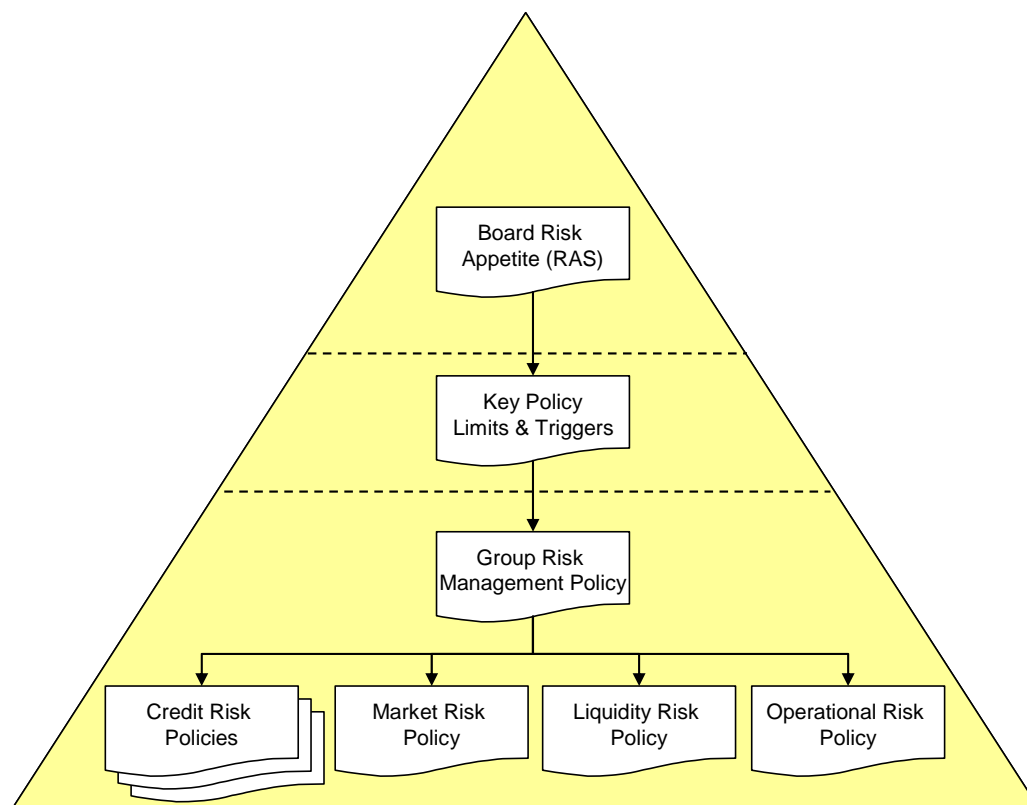 Board Risk
Appetite (RAS)
Key Policy
Limits & Triggers
Group Risk
Management Policy
Credit Risk
Policies
Market Risk
Policy
Liquidity Risk
Policy
Operational Risk
Policy